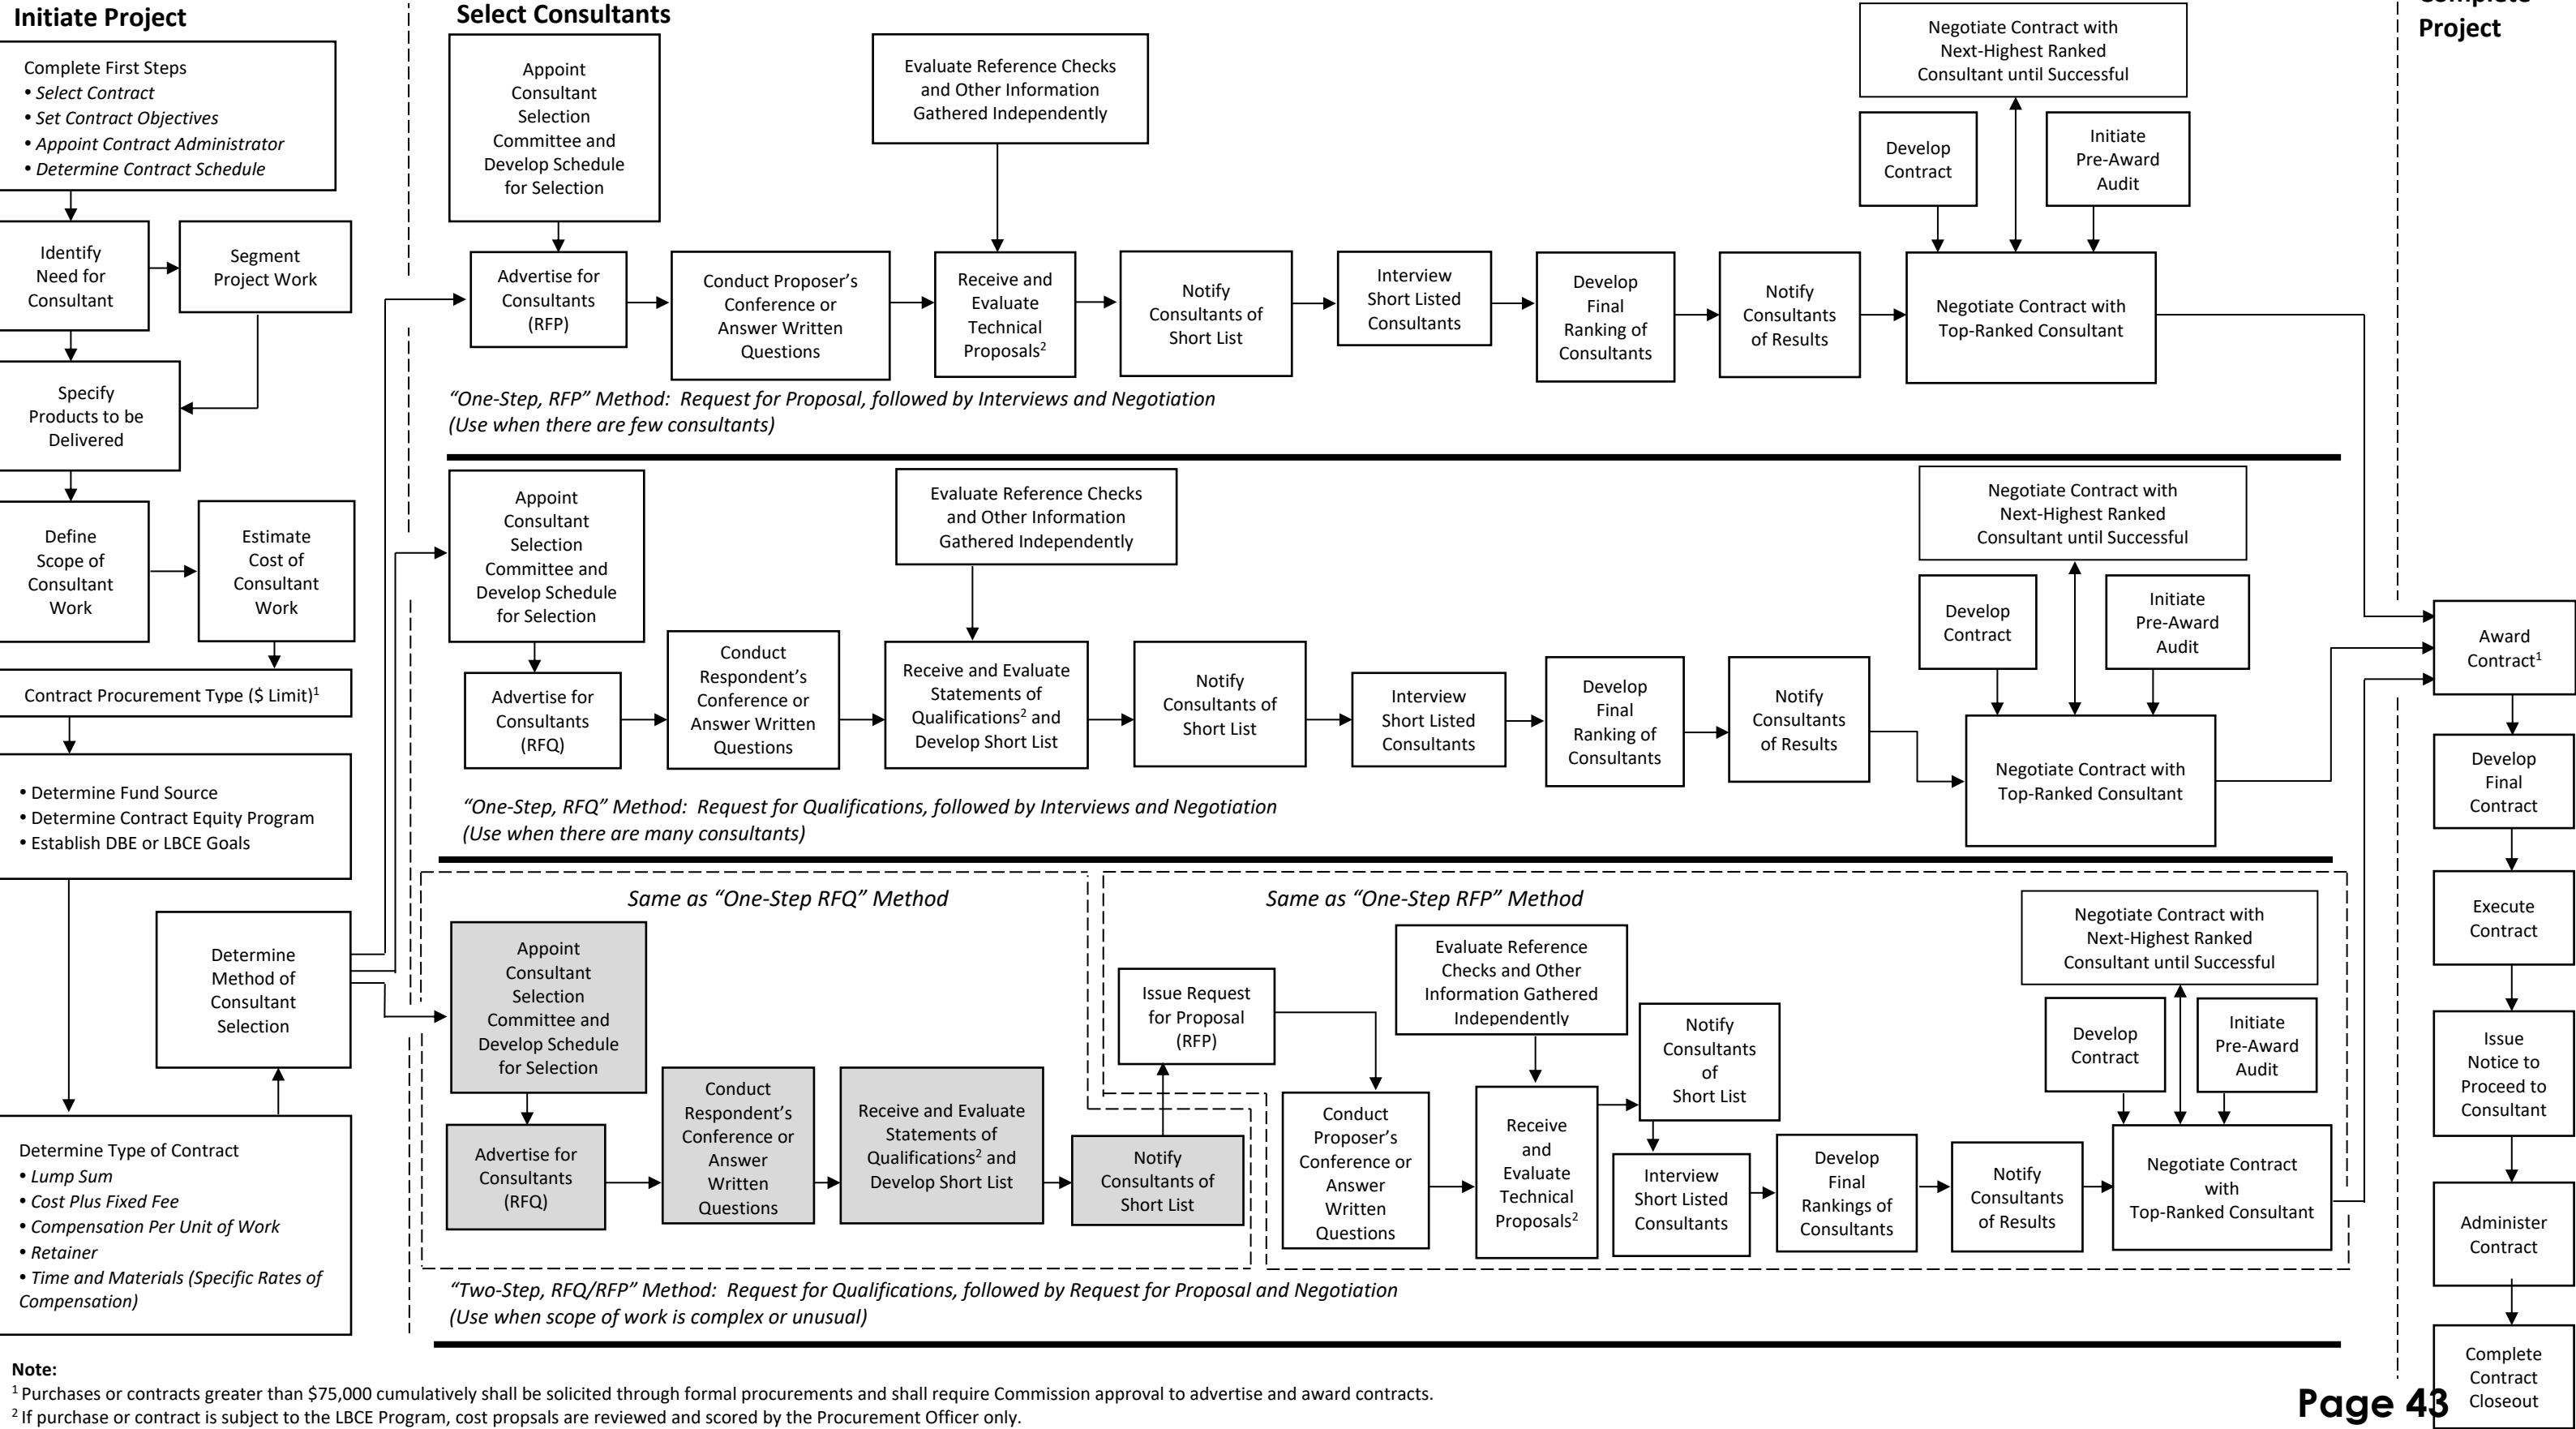 Initiate Project
Complete First Steps
• Select Contract
• Set Contract Objectives
• Appoint Contract Administrator
• Determine Contract Schedule
Identify
Need for
Consultant
Segment
Project Work
Specify
Products to be
Delivered
Define
Scope of
Consultant
Work
Estimate
Cost of
Consultant
Work
Contract Procurement Type ($ Limit)1
• Determine Fund Source
• Determine Contract Equity Program
• Establish DBE or LBCE Goals
Determine
Method of
Consultant
Selection
Determine Type of Contract
• Lump Sum
• Cost Plus Fixed Fee
• Compensation Per Unit of Work
• Retainer
• Time and Materials (Specific Rates of
Compensation)
Select Consultants
Appoint
Consultant
Selection
Committee and
Develop Schedule
for Selection
Evaluate Reference Checks
and Other Information
Gathered Independently
Negotiate Contract with
Next-Highest Ranked
Consultant until Successful
Develop
Contract
Initiate
Pre-Award
Audit
Advertise for
Consultants
(RFP)
Conduct Proposer’s
Conference or
Answer Written
Questions
Receive and
Evaluate
Technical
Proposals2
Notify
Consultants of
Short List
Interview
Short Listed
Consultants
Develop
Final
Ranking of
Consultants
Notify
Consultants
of Results
Negotiate Contract with
Top-Ranked Consultant
“One-Step, RFP” Method: Request for Proposal, followed by Interviews and Negotiation
(Use when there are few consultants)
Appoint
Consultant
Selection
Committee and
Develop Schedule
for Selection
Evaluate Reference Checks
and Other Information
Gathered Independently
Negotiate Contract with
Next-Highest Ranked
Consultant until Successful
Develop
Contract
Initiate
Pre-Award
Audit
Advertise for
Consultants
(RFQ)
Conduct
Respondent’s
Conference or
Answer Written
Questions
Receive and Evaluate
Statements of
Qualifications2 and
Develop Short List
Notify
Consultants of
Short List
Interview
Short Listed
Consultants
Develop
Final
Ranking of
Consultants
Notify
Consultants
of Results
Negotiate Contract with
Top-Ranked Consultant
“One-Step, RFQ” Method: Request for Qualifications, followed by Interviews and Negotiation
(Use when there are many consultants)
Same as “One-Step RFQ” Method
Appoint
Consultant
Selection
Committee and
Develop Schedule
for Selection
Advertise for
Consultants
(RFQ)
Conduct
Respondent’s
Conference or
Answer
Written
Questions
Receive and Evaluate
Statements of
Qualifications2 and
Develop Short List
Notify
Consultants of
Short List
Same as “One-Step RFP” Method
Issue Request
for Proposal
(RFP)
Evaluate Reference
Checks and Other
Information Gathered
Independently
Notify
Consultants
of
Short List
Negotiate Contract with
Next-Highest Ranked
Consultant until Successful
Develop
Contract
Initiate
Pre-Award
Audit
Conduct
Proposer’s
Conference or
Answer
Written
Questions
Receive
and
Evaluate
Technical
Proposals2
Interview
Short Listed
Consultants
Develop
Final
Rankings of
Consultants
Notify
Consultants
of Results
Negotiate Contract
with
Top-Ranked Consultant
“Two-Step, RFQ/RFP” Method: Request for Qualifications, followed by Request for Proposal and Negotiation
(Use when scope of work is complex or unusual)
Complete
Project
Award
Contract1
Develop
Final
Contract
Execute
Contract
Issue
Notice to
Proceed to
Consultant
Administer
Contract
Complete
Contract
Closeout
Note:
1 Purchases or contracts greater than $75,000 cumulatively shall be solicited through formal procurements and shall require Commission approval to advertise and award contracts.
2 If purchase or contract is subject to the LBCE Program, cost propsals are reviewed and scored by the Procurement Officer only.
Page 43